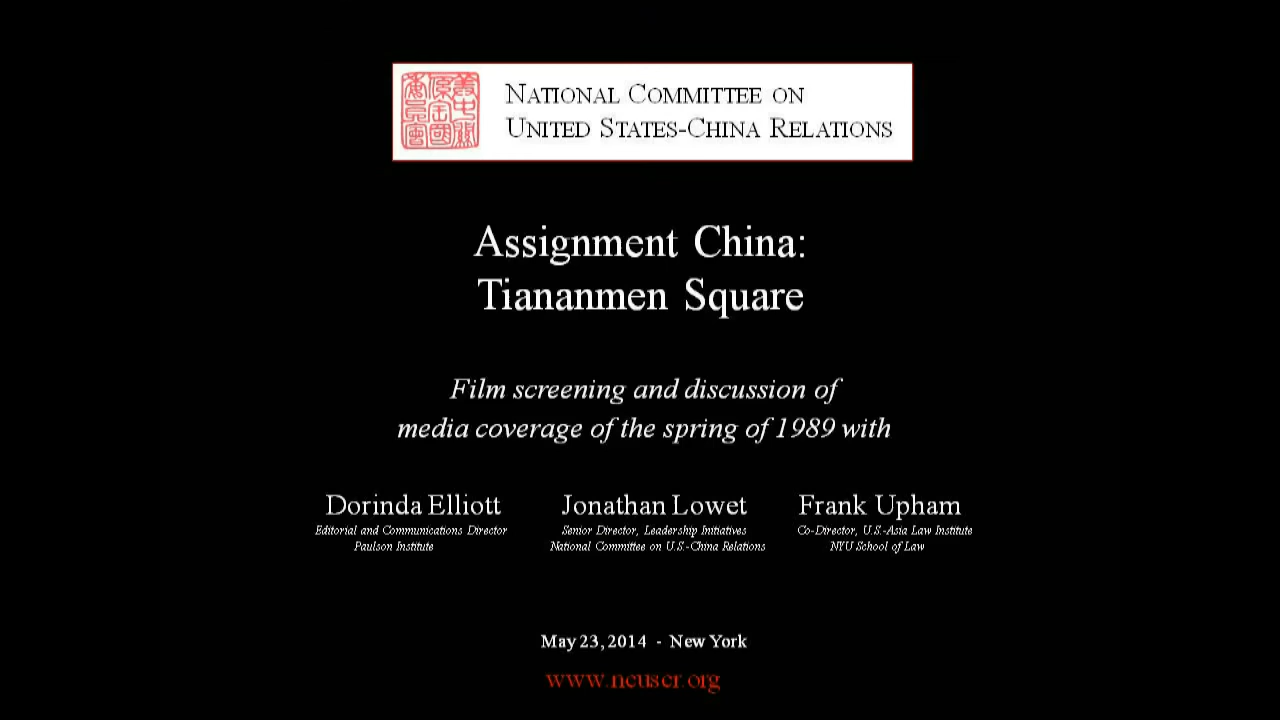 NATIONAL COMMITTEE ON
UNITED STATES-CHINA RELATIONS
Assignment China:
Tiananmen Square
Film screening and discussion of
media coverage of the spring of 1989 with
Dorinda Elliott Jonathan Lowet Frank Upham
Editorial and Communications Director Senior Director, Leadership Initiatives Co-Director, U.S.-Asia Law Institute
Paulson Institute National Committee on U.S.-China Relations NYU School of Law
May 23, 2014 - New York
www.ncuscr.org